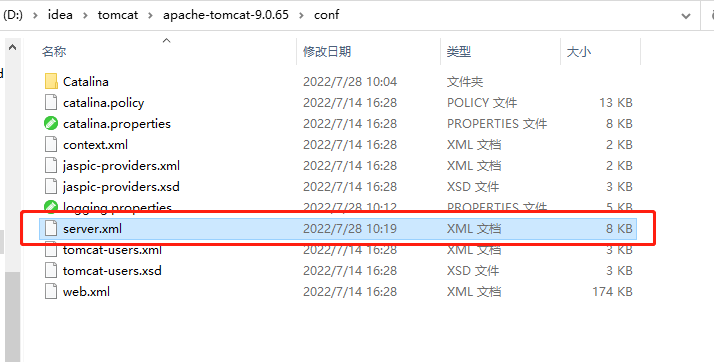 (D:) › idea › tomcat › apache-tomcat-9.0.65 › conf
名称 修改日期 类型 大小
Catalina 2022/7/28 10:04 文件夹
catalina.policy 2022/7/14 16:28 POLICY 文件 13 KB
catalina.properties 2022/7/14 16:28 PROPERTIES 文件 8 KB
context.xml 2022/7/14 16:28 XML 文档 2 KB
jaspic-providers.xml 2022/7/14 16:28 XML 文档 2 KB
jaspic-providers.xsd 2022/7/14 16:28 XSD 文件 3 KB
logging.properties 2022/7/28 10:12 PROPERTIES 文件 5 KB
server.xml 2022/7/28 10:19 XML 文档 8 KB
tomcat-users.xml 2022/7/14 16:28 XML 文档 3 KB
tomcat-users.xsd 2022/7/14 16:28 XSD 文件 3 KB
web.xml 2022/7/14 16:28 XML 文档 174 KB